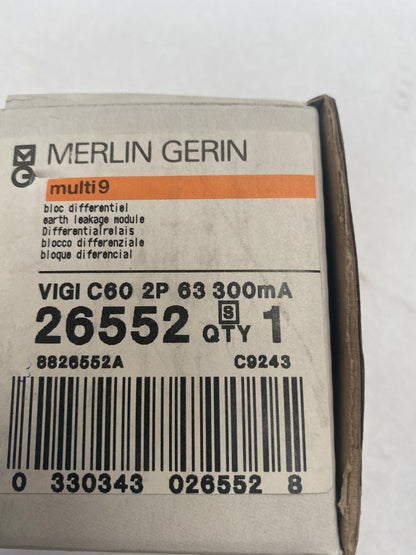 MG
MERLIN GERIN
multi9
bloc differentiel
earth leakage module
Differentialrelais
blocco differenziale
bloque diferencial
VIGI C60 2P 63 300mA
26552 S QTY 1
8826552A C9243
0 330343 026552 8